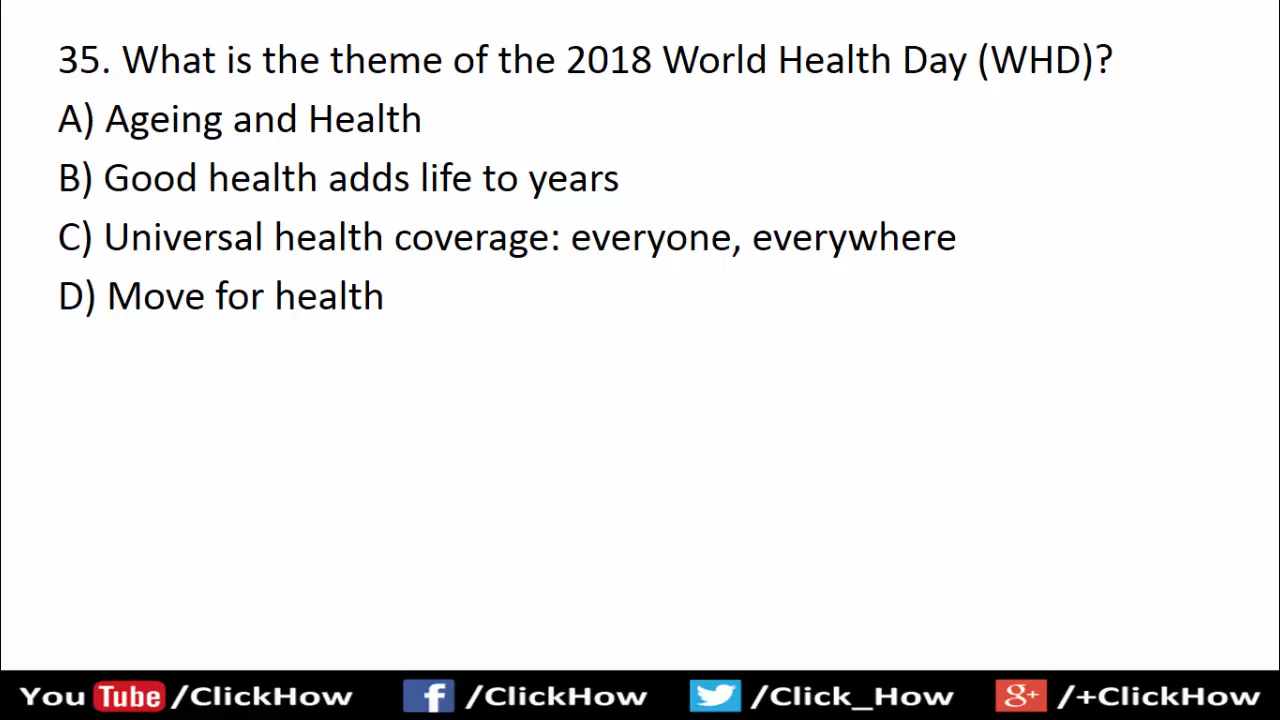 35. What is the theme of the 2018 World Health Day (WHD)?
A) Ageing and Health
B) Good health adds life to years
C) Universal health coverage: everyone, everywhere
D) Move for health
You Tube /ClickHow f /ClickHow /Click_How g+ /+ClickHow